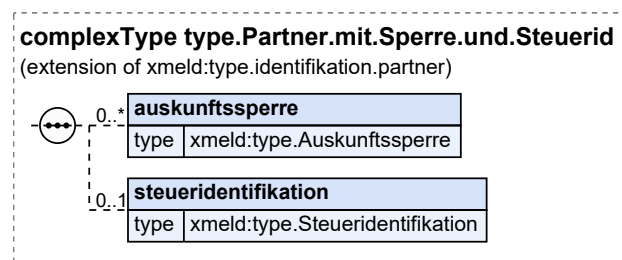 complexType type.Partner.mit.Sperre.und.Steuerid
(extension of xmeld:type.identifikation.partner)
0..* auskunftssperre
type xmeld:type.Auskunftssperre
0..1 steueridentifikation
type xmeld:type.Steueridentifikation